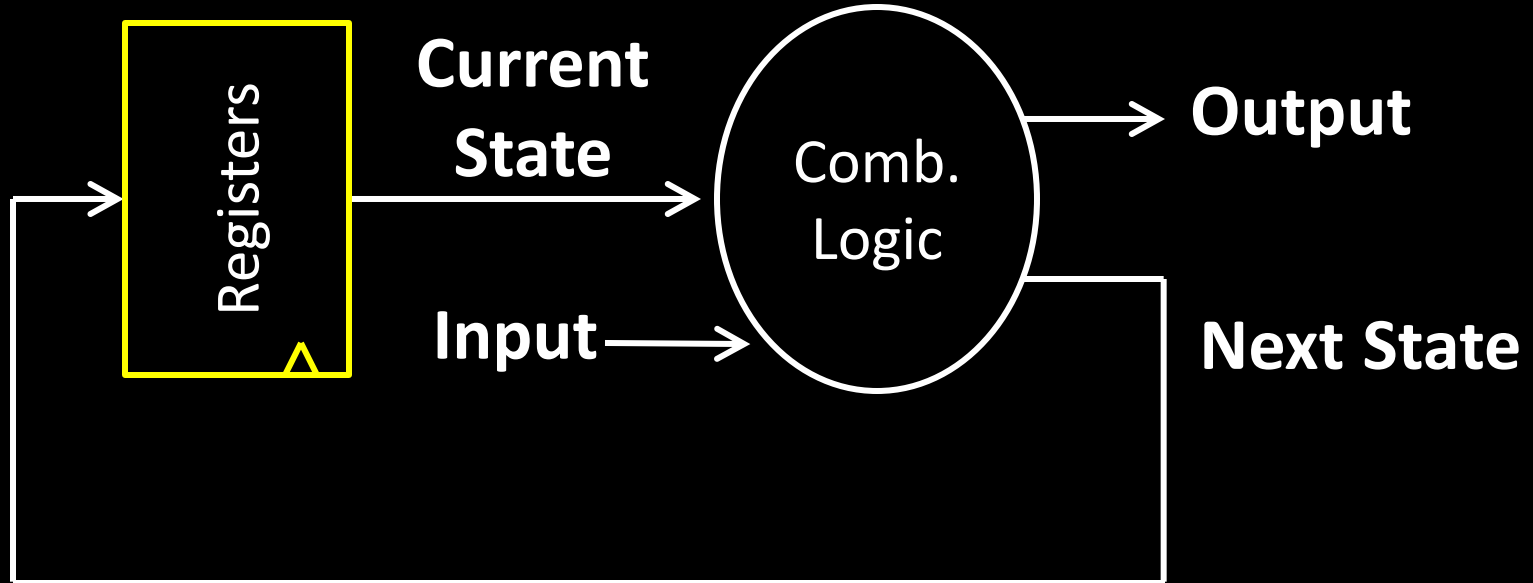 Registers
Current
State
Input
Comb.
Logic
Output
Next State